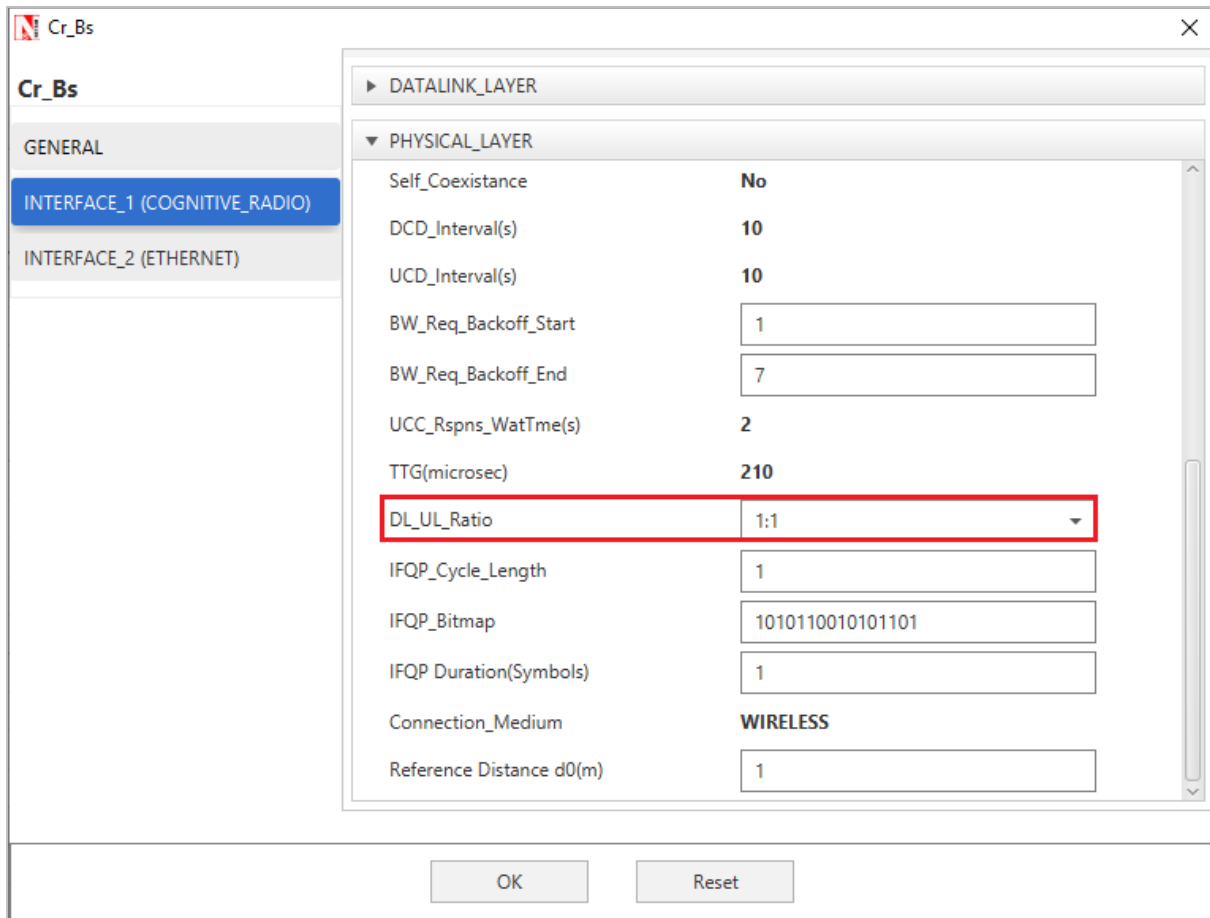 Cr_Bs
Cr_Bs
GENERAL
INTERFACE_1 (COGNITIVE_RADIO)
INTERFACE_2 (ETHERNET)
DATALINK_LAYER
PHYSICAL_LAYER
Self_Coexistance No
DCD_Interval(s) 10
UCD_Interval(s) 10
BW_Req_Backoff_Start 1
BW_Req_Backoff_End 7
UCC_Rspns_WatTme(s) 2
TTG(microsec) 210
DL_UL_Ratio 1:1
IFQP_Cycle_Length 1
IFQP_Bitmap 1010110010101101
IFQP Duration(Symbols) 1
Connection_Medium WIRELESS
Reference Distance d0(m) 1
OK Reset